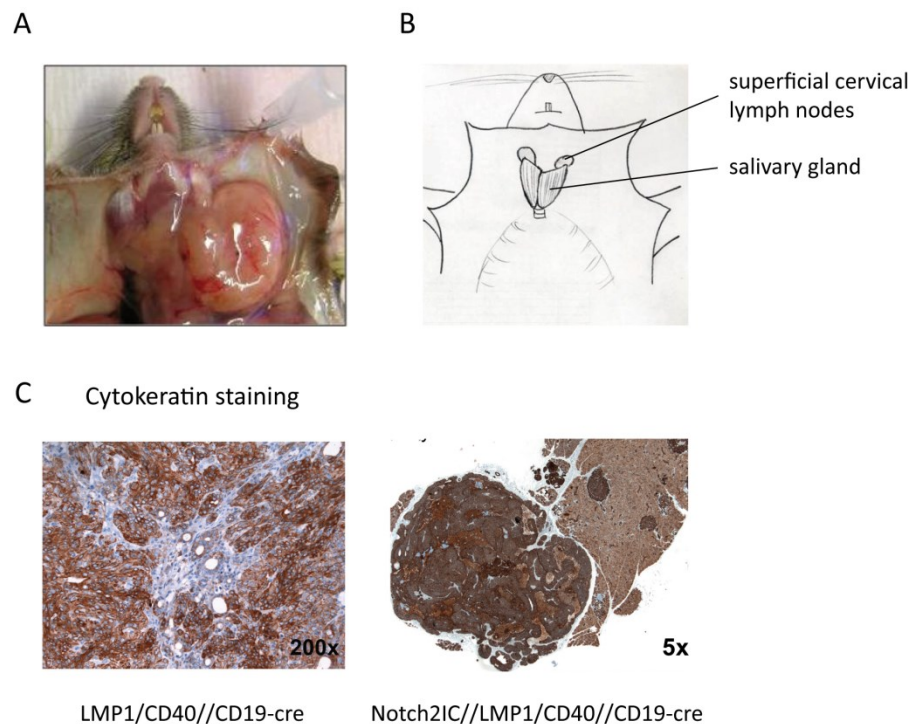 A
B
superficial cervical
lymph nodes
salivary gland
C
Cytokeratin staining
200x
5x
LMP1/CD40//CD19-cre
Notch2IC//LMP1/CD40//CD19-cre